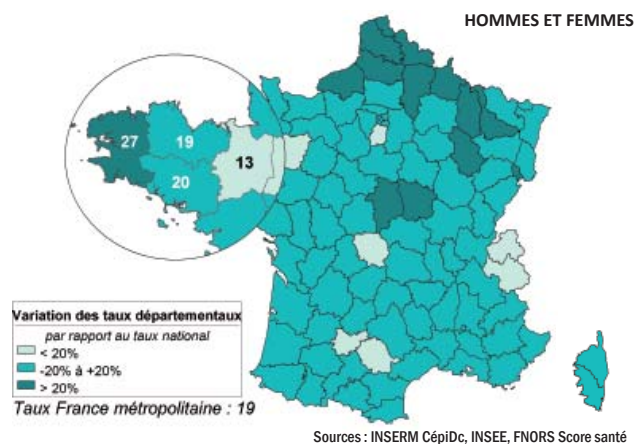 HOMMES ET FEMMES
27
19
13
20
Variation des taux départementaux
par rapport au taux national
< 20%
-20% à +20%
> 20%
Taux France métropolitaine : 19
Sources : INSERM CépiDc, INSEE, FNORS Score santé